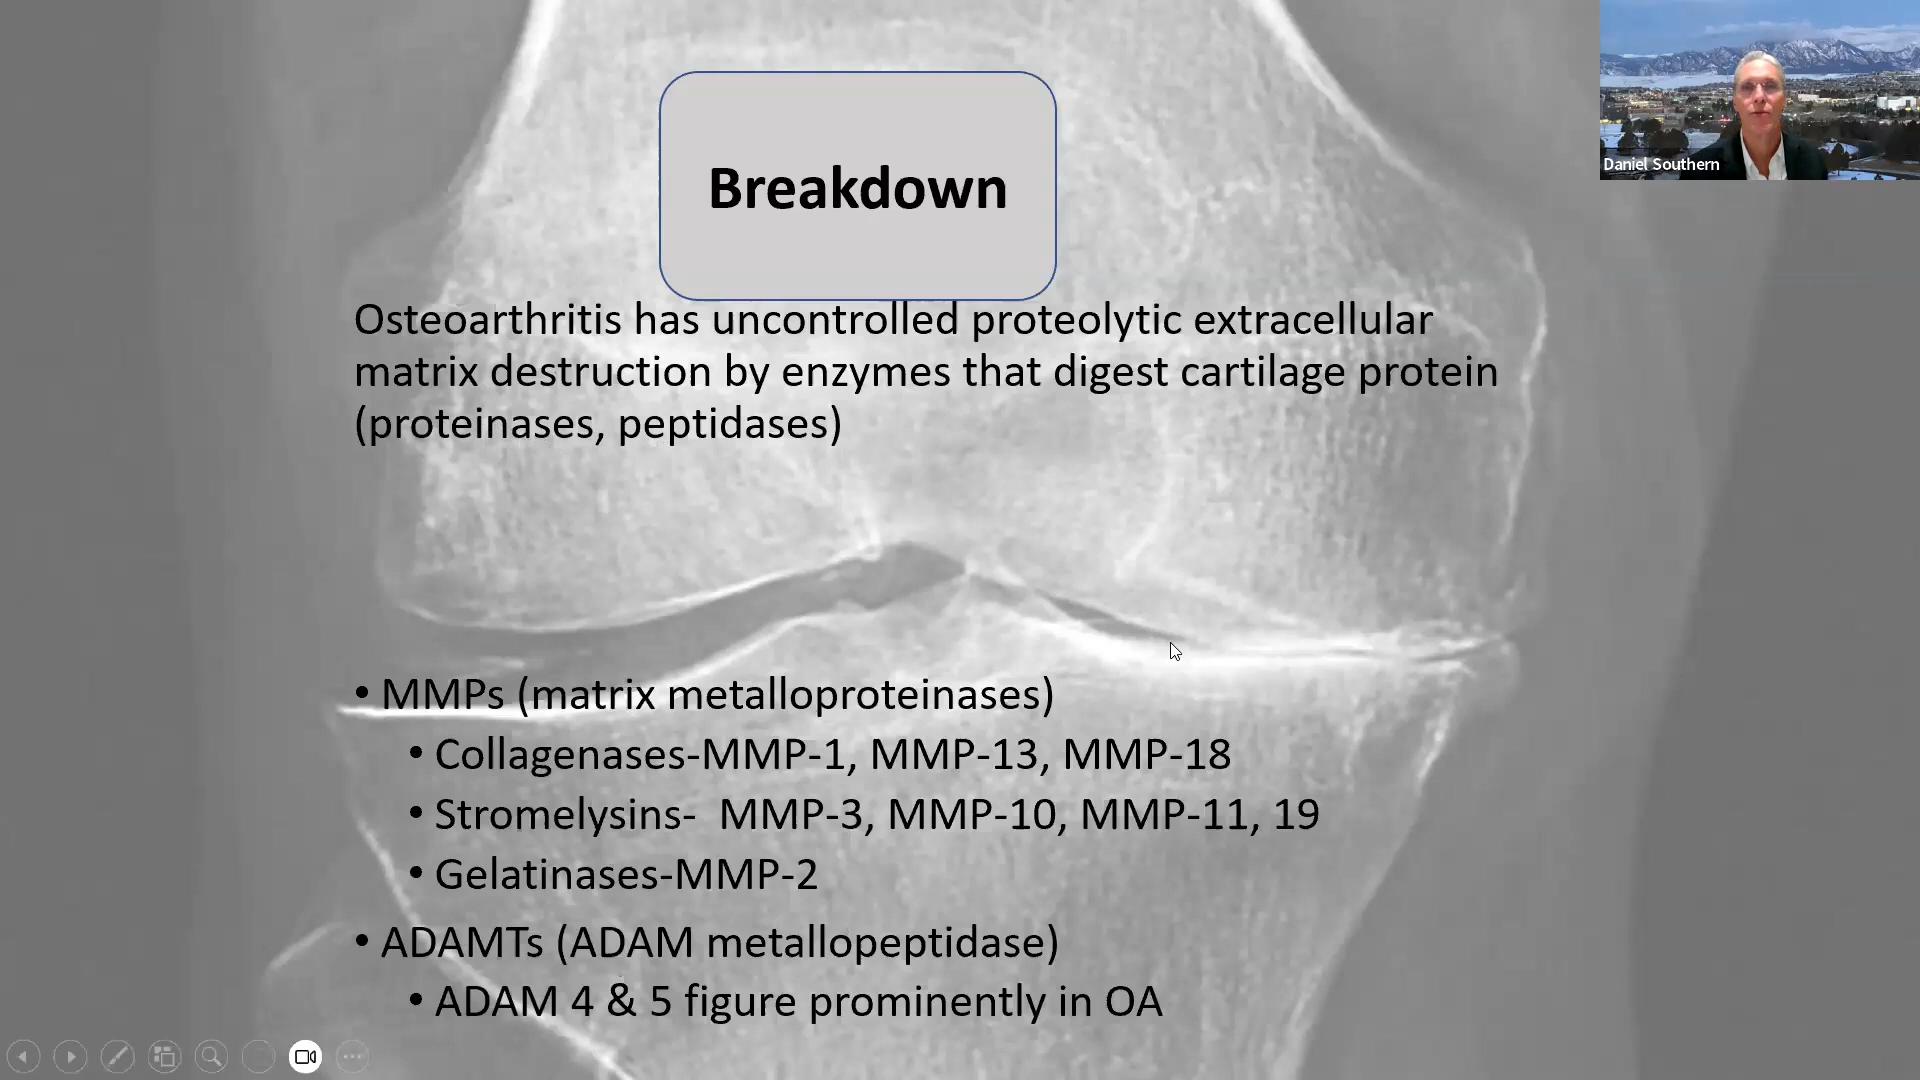 Breakdown
Daniel Southern
Osteoarthritis has uncontrolled proteolytic extracellular
matrix destruction by enzymes that digest cartilage protein
(proteinases, peptidases)
• MMPs (matrix metalloproteinases)
• Collagenases-MMP-1, MMP-13, MMP-18
• Stromelysins-  MMP-3, MMP-10, MMP-11, 19
• Gelatinases-MMP-2
• ADAMTs (ADAM metallopeptidase)
• ADAM 4 & 5 figure prominently in OA